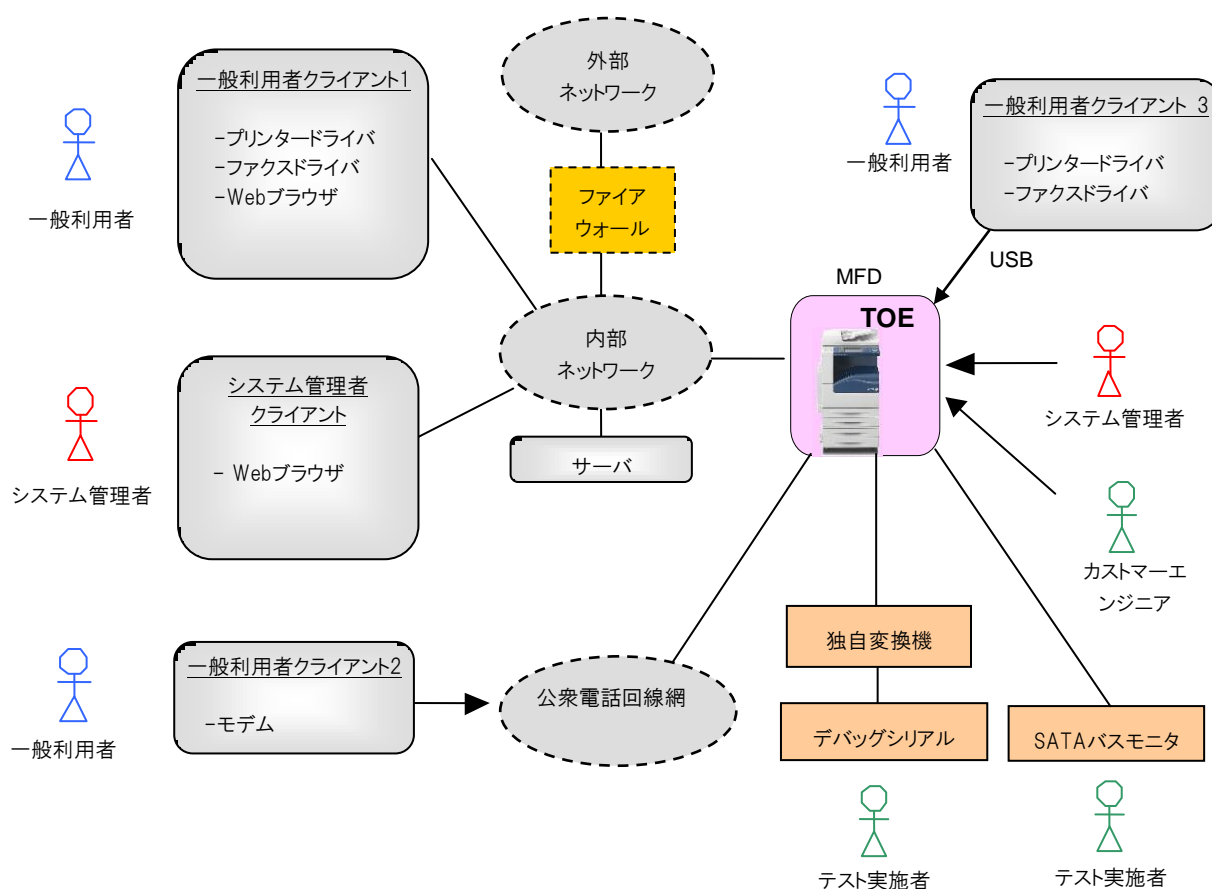 外部
ネットワーク
一般利用者クライアント1
-プリンタードライバ
-ファクスドライバ
-Webブラウザ
一般利用者
一般利用者
一般利用者クライアント 3
-プリンタードライバ
-ファクスドライバ
ファイア
ウォール
USB
MFD
TOE
内部
ネットワーク
システム管理者
クライアント
- Webブラウザ
システム管理者
システム管理者
サーバ
カストマーエ
ンジニア
独自変換機
一般利用者クライアント2
-モデム
一般利用者
公衆電話回線網
デバッグシリアル
SATAバスモニタ
テスト実施者
テスト実施者